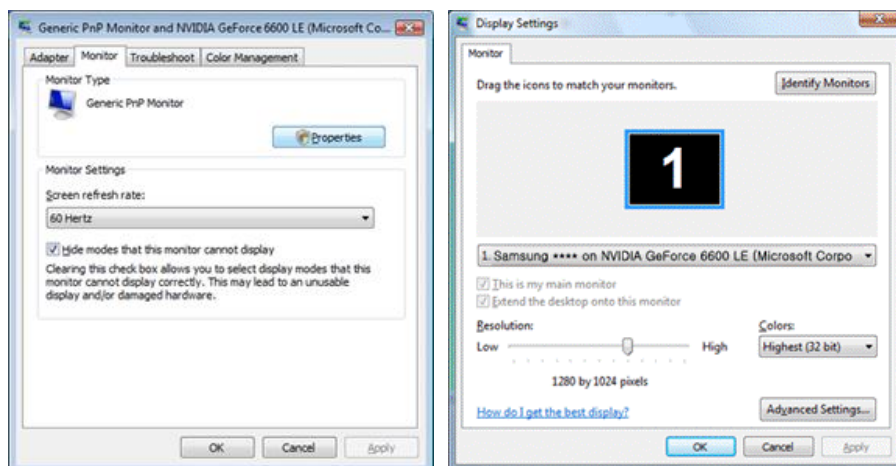 Generic PnP Monitor and NVIDIA GeForce 6600 LE (Microsoft Co...
Adapter
Monitor
Troubleshoot
Color Management
Monitor Type
Generic PnP Monitor
Properties
Monitor Settings
Screen refresh rate:
60 Hertz
Hide modes that this monitor cannot display
Clearing this check box allows you to select display modes that this
monitor cannot display correctly. This may lead to an unusable
display and/or damaged hardware.
OK
Cancel
Apply
Display Settings
Monitor
Drag the icons to match your monitors.
Identify Monitors
1
1. Samsung **** on NVIDIA GeForce 6600 LE (Microsoft Corpo
This is my main monitor
Extend the desktop onto this monitor
Resolution:
Low
High
1280 by 1024 pixels
Colors:
Highest (32 bit)
How do I get the best display?
Advanced Settings...
OK
Cancel
Apply